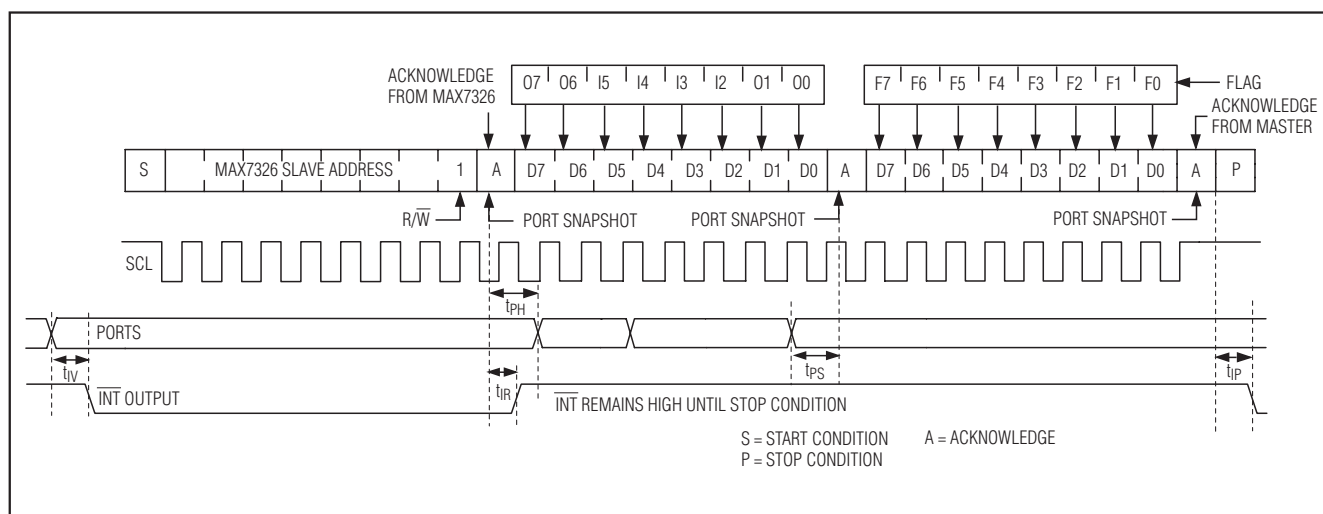 ACKNOWLEDGE
FROM MAX7326
O7 O6 I5 I4 I3 I2 O1 O0
F7 F6 F5 F4 F3 F2 F1 F0
FLAG
ACKNOWLEDGE
FROM MASTER
S MAX7326 SLAVE ADDRESS 1 A D7 D6 D5 D4 D3 D2 D1 D0 A D7 D6 D5 D4 D3 D2 D1 D0 A P
R/W̅ PORT SNAPSHOT PORT SNAPSHOT PORT SNAPSHOT
SCL
tPH
PORTS
tIV tIR tPS tIP
I̅N̅T̅ OUTPUT
I̅N̅T̅ REMAINS HIGH UNTIL STOP CONDITION
S = START CONDITION A = ACKNOWLEDGE
P = STOP CONDITION